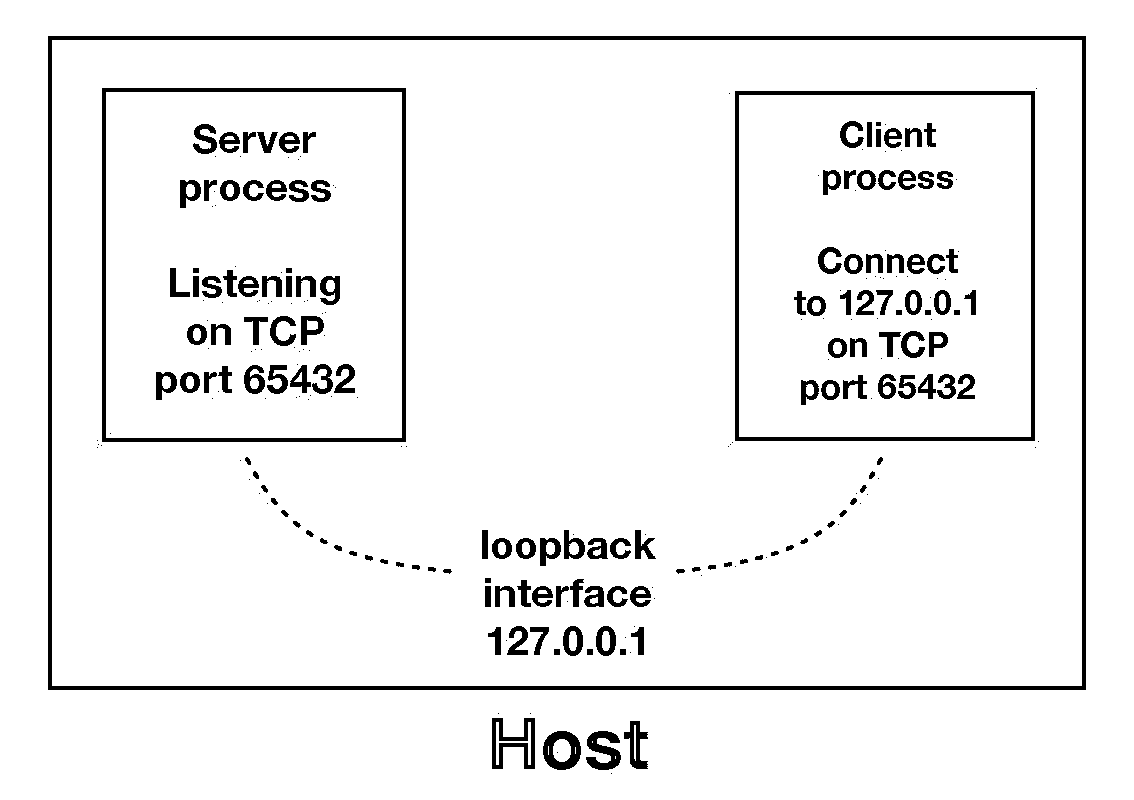 Server
process
Listening
on TCP
port 65432
Client
process
Connect
to 127.0.0.1
on TCP
port 65432
loopback
interface
127.0.0.1
Host